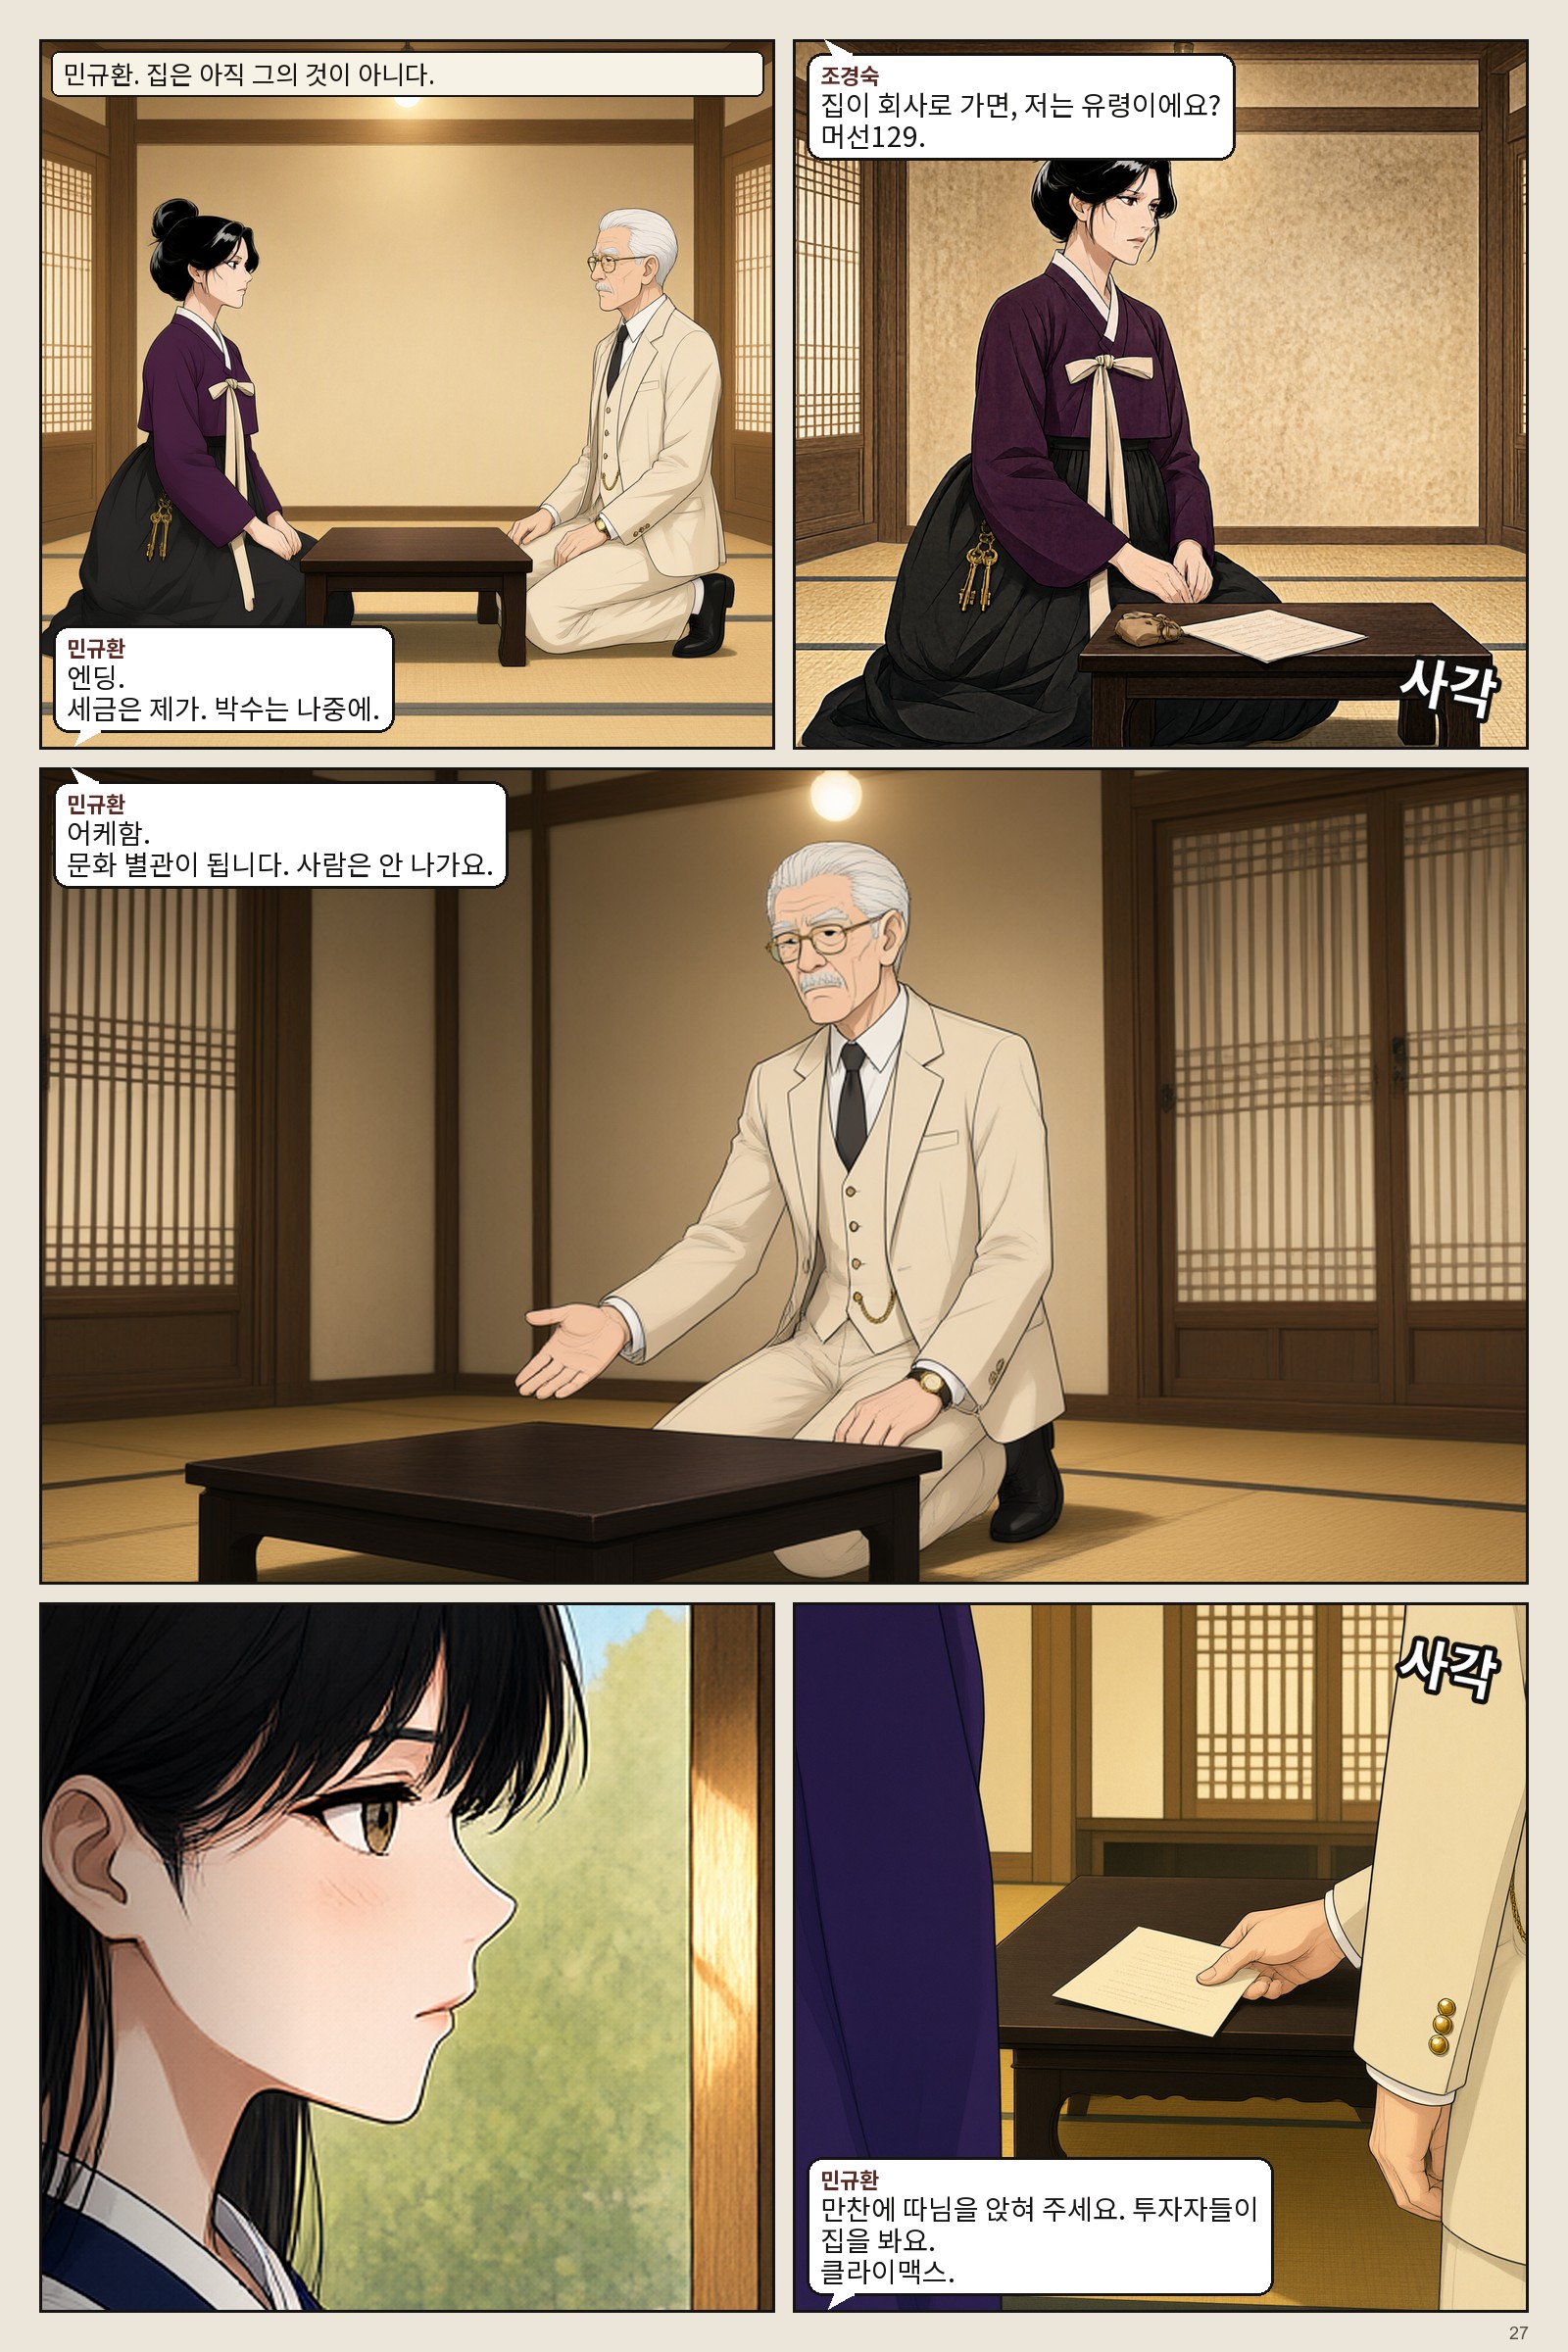 민규환. 집은 아직 그의 것이 아니다.
민규환
엔딩.
세금은 제가. 박수는 나중에.
조경숙
집이 회사로 가면, 저는 유령이에요?
머선129.
사각
민규환
어케함.
문화 별관이 됩니다. 사람은 안 나가요.
사각
민규환
만찬에 따님을 앉혀 주세요. 투자자들이
집을 봐요.
클라이맥스.
27